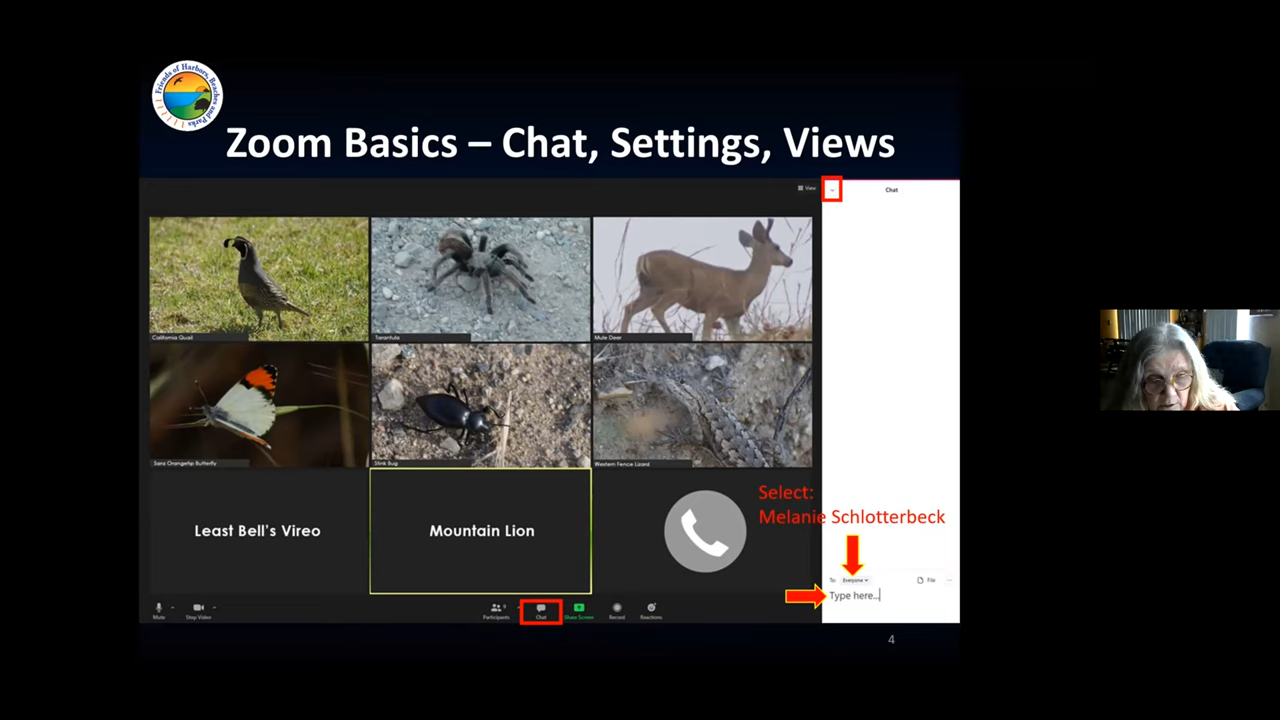 Friends of Harbors, Beaches and Parks
Zoom Basics – Chat, Settings, Views
View
Chat
California Quail
Tarantula
Mule Deer
Sara Orangetip Butterfly
Stink Bug
Western Fence Lizard
Least Bell's Vireo
Mountain Lion
Select:
Melanie Schlotterbeck
To: Everyone
File
Type here...
Mute
Stop Video
Participants
9
Chat
Share Screen
Record
Reactions
4